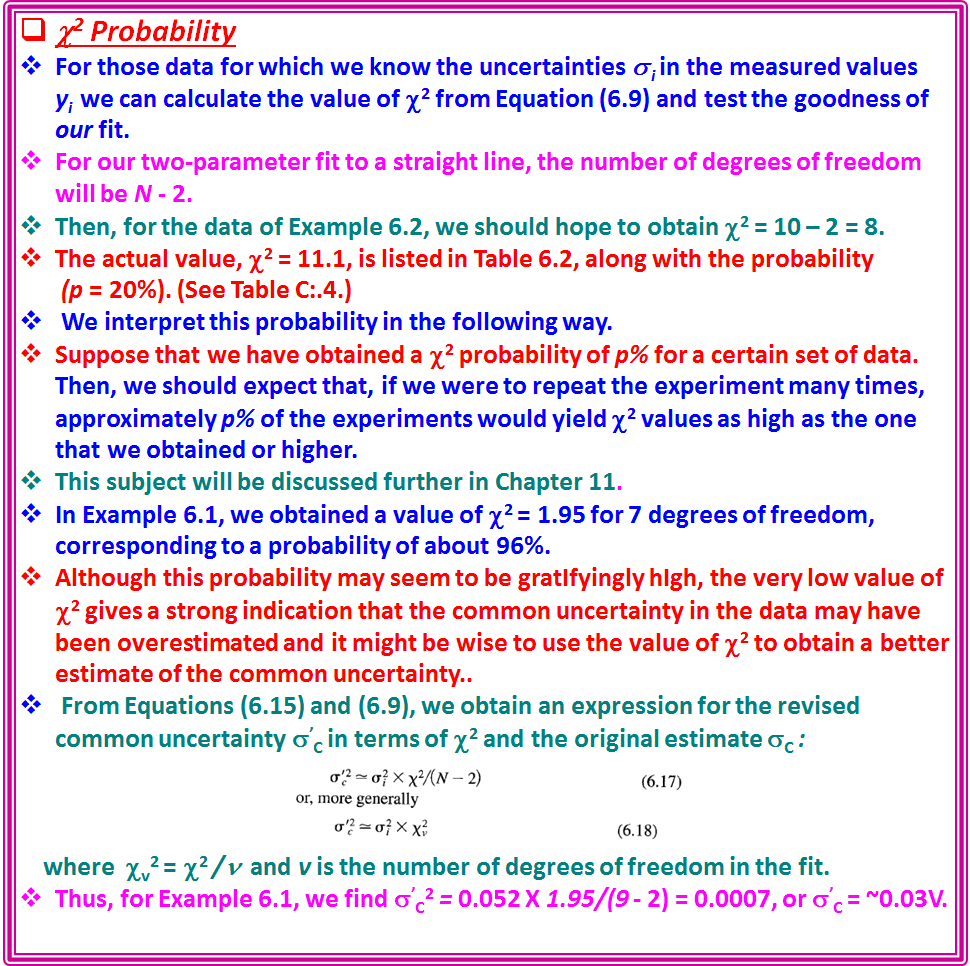 χ² Probability
For those data for which we know the uncertainties σᵢ in the measured values
yᵢ we can calculate the value of χ² from Equation (6.9) and test the goodness of
our fit.
For our two-parameter fit to a straight line, the number of degrees of freedom
will be N - 2.
Then, for the data of Example 6.2, we should hope to obtain χ² = 10 – 2 = 8.
The actual value, χ² = 11.1, is listed in Table 6.2, along with the probability
(p = 20%). (See Table C:.4.)
We interpret this probability in the following way.
Suppose that we have obtained a χ² probability of p% for a certain set of data.
Then, we should expect that, if we were to repeat the experiment many times,
approximately p% of the experiments would yield χ² values as high as the one
that we obtained or higher.
This subject will be discussed further in Chapter 11.
In Example 6.1, we obtained a value of χ² = 1.95 for 7 degrees of freedom,
corresponding to a probability of about 96%.
Although this probability may seem to be gratIfyingly hIgh, the very low value of
χ² gives a strong indication that the common uncertainty in the data may have
been overestimated and it might be wise to use the value of χ² to obtain a better
estimate of the common uncertainty..
From Equations (6.15) and (6.9), we obtain an expression for the revised
common uncertainty σ′c in terms of χ² and the original estimate σc :
σ′c² ≃ σᵢ² × χ²/(N − 2) (6.17)
or, more generally
σ′c² ≃ σᵢ² × χν² (6.18)
where χᵥ² = χ² / ν and v is the number of degrees of freedom in the fit.
Thus, for Example 6.1, we find σ′c² = 0.052 X 1.95/(9 - 2) = 0.0007, or σ′c = ~0.03V.